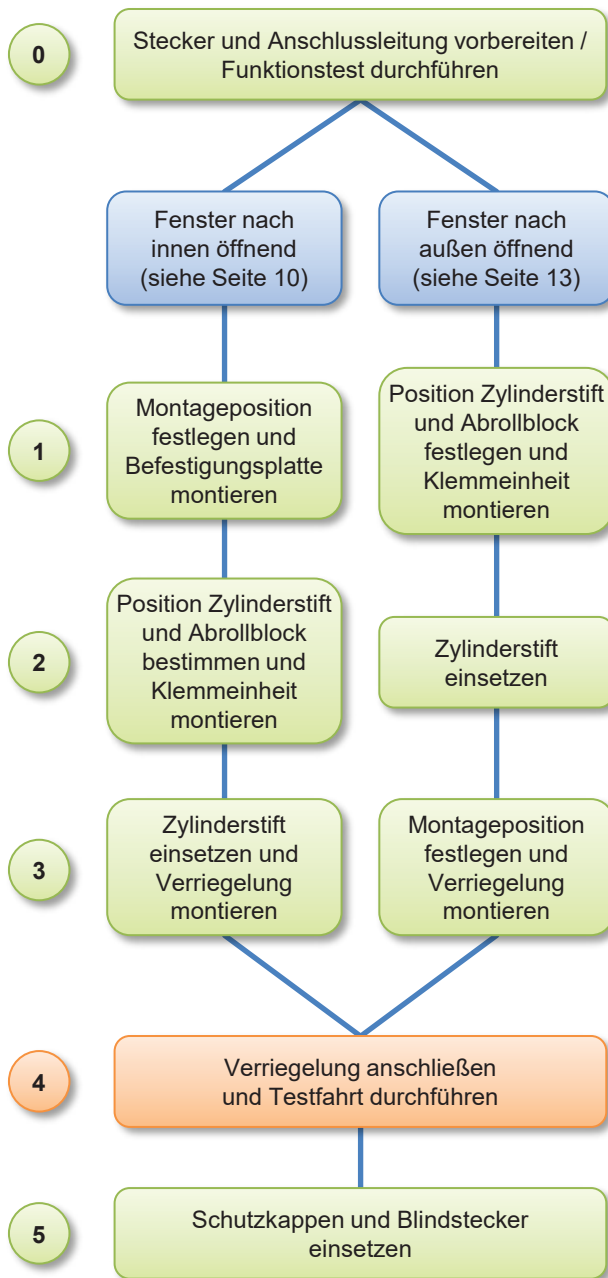 0
Stecker und Anschlussleitung vorbereiten /
Funktionstest durchführen
Fenster nach
innen öffnend
(siehe Seite 10)
Fenster nach
außen öffnend
(siehe Seite 13)
1
Montageposition
festlegen und
Befestigungsplatte
montieren
Position Zylinderstift
und Abrollblock
festlegen und
Klemmeinheit
montieren
2
Position Zylinderstift
und Abrollblock
bestimmen und
Klemmeinheit
montieren
Zylinderstift
einsetzen
3
Zylinderstift
einsetzen und
Verriegelung
montieren
Montageposition
festlegen und
Verriegelung
montieren
4
Verriegelung anschließen
und Testfahrt durchführen
5
Schutzkappen und Blindstecker
einsetzen